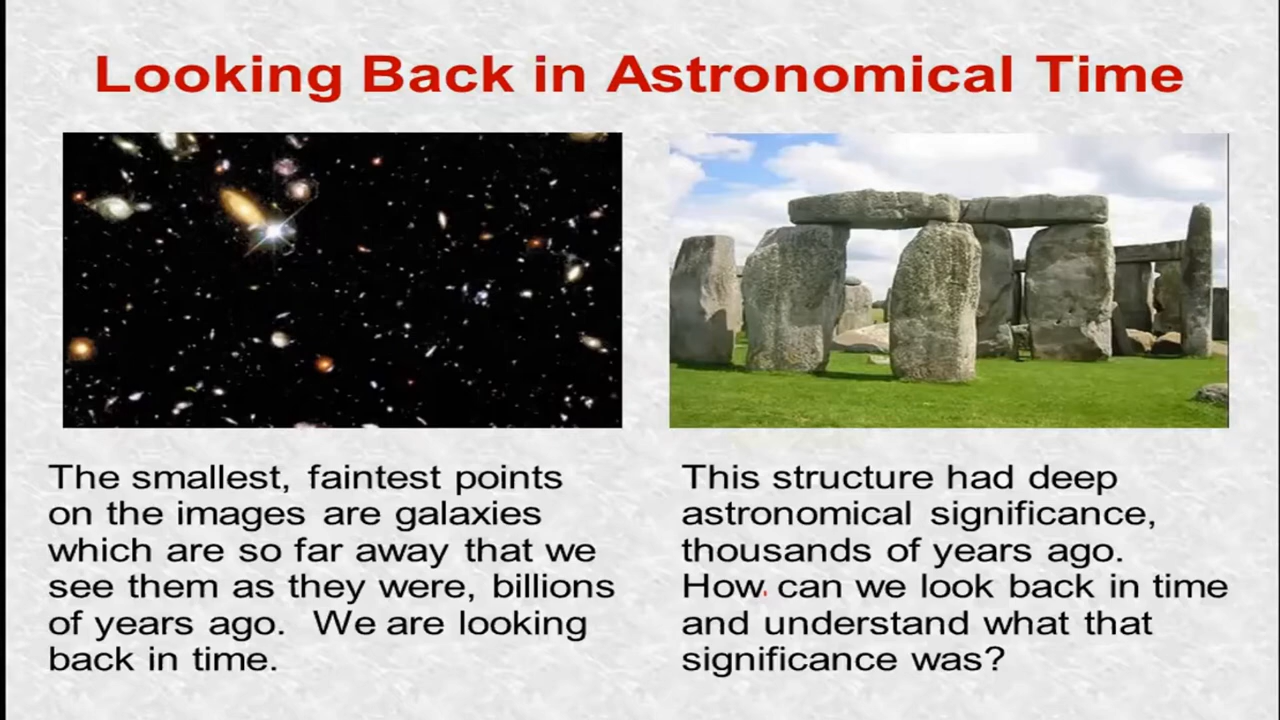 Looking Back in Astronomical Time
The smallest, faintest points
on the images are galaxies
which are so far away that we
see them as they were, billions
of years ago. We are looking
back in time.
This structure had deep
astronomical significance,
thousands of years ago.
How can we look back in time
and understand what that
significance was?